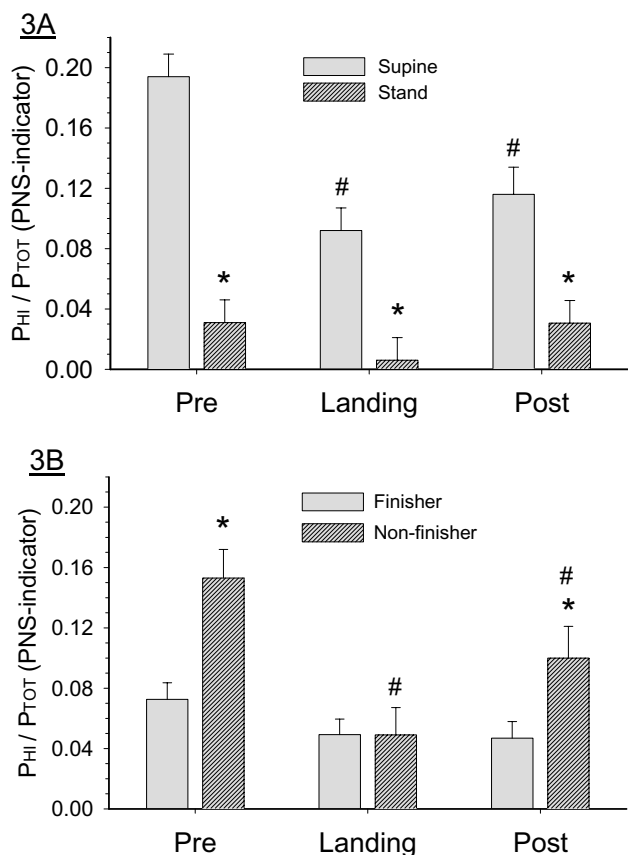 3A
0.20
0.16
0.12
0.08
0.04
0.00
PHI / PTOT (PNS-indicator)
Supine
Stand
*
#
*
#
*
Pre
Landing
Post
3B
0.20
0.16
0.12
0.08
0.04
0.00
PHI / PTOT (PNS-indicator)
Finisher
Non-finisher
*
#
#
*
Pre
Landing
Post